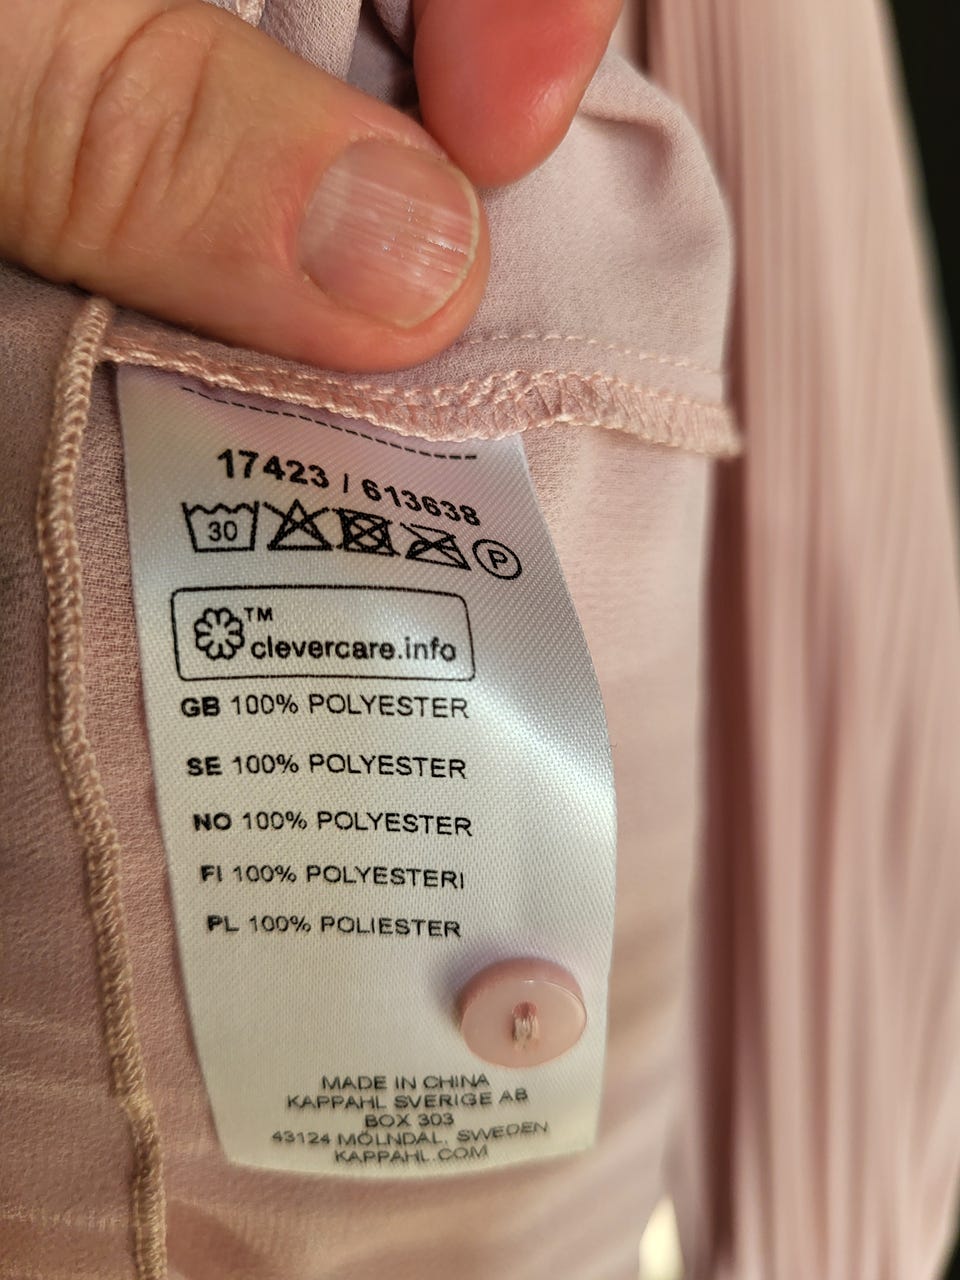 17423 / 613638
30 P
TM
clevercare.info
GB 100% POLYESTER
SE 100% POLYESTER
NO 100% POLYESTER
FI 100% POLYESTERI
PL 100% POLIESTER
MADE IN CHINA
KAPPAHL SVERIGE AB
BOX 303
43124 MÖLNDAL, SWEDEN
KAPPAHL.COM